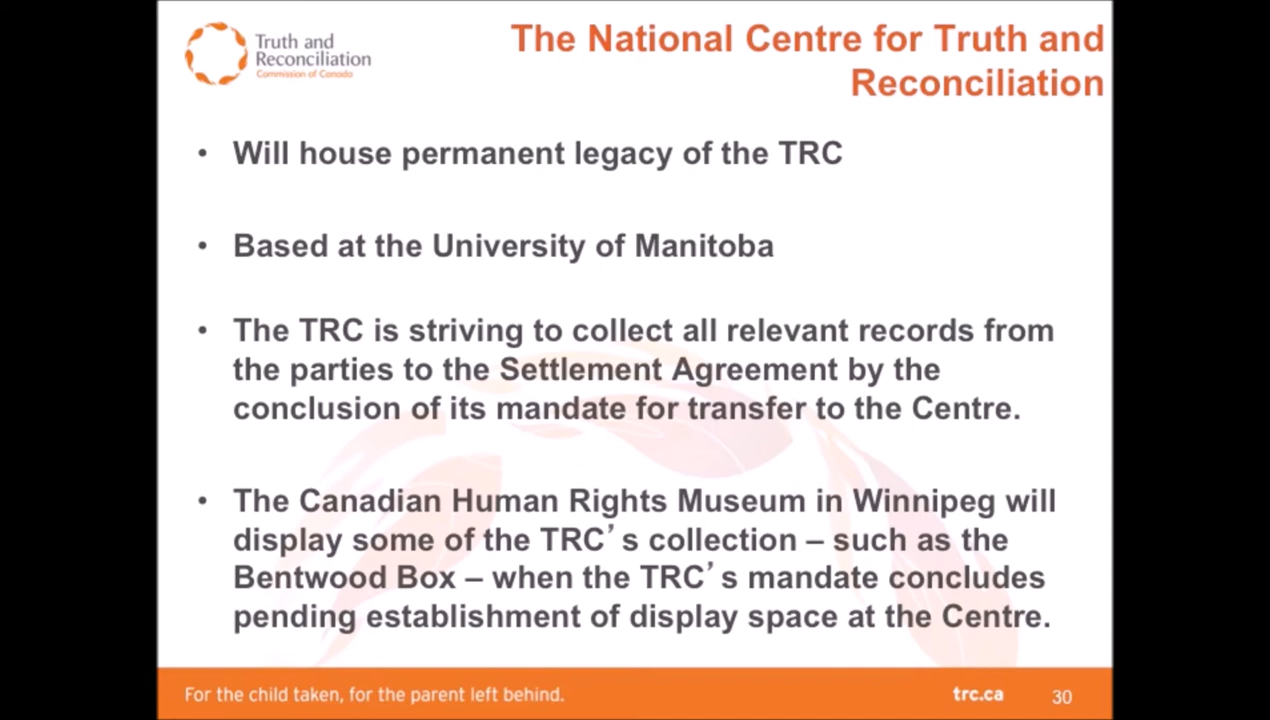 Truth and
Reconciliation
Commission of Canada
The National Centre for Truth and
Reconciliation
• Will house permanent legacy of the TRC
• Based at the University of Manitoba
• The TRC is striving to collect all relevant records from
the parties to the Settlement Agreement by the
conclusion of its mandate for transfer to the Centre.
• The Canadian Human Rights Museum in Winnipeg will
display some of the TRC’s collection – such as the
Bentwood Box – when the TRC’s mandate concludes
pending establishment of display space at the Centre.
For the child taken, for the parent left behind.
trc.ca 30